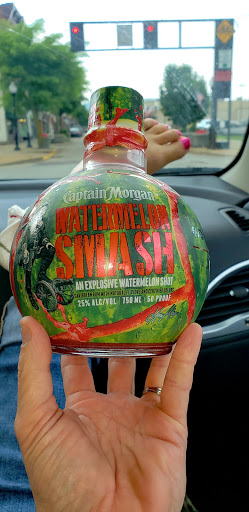 Captain Morgan
WATERMELON
SMASH
AN EXPLOSIVE WATERMELON SHOT
25% ALC/VOL | 750 ML | 50 PROOF